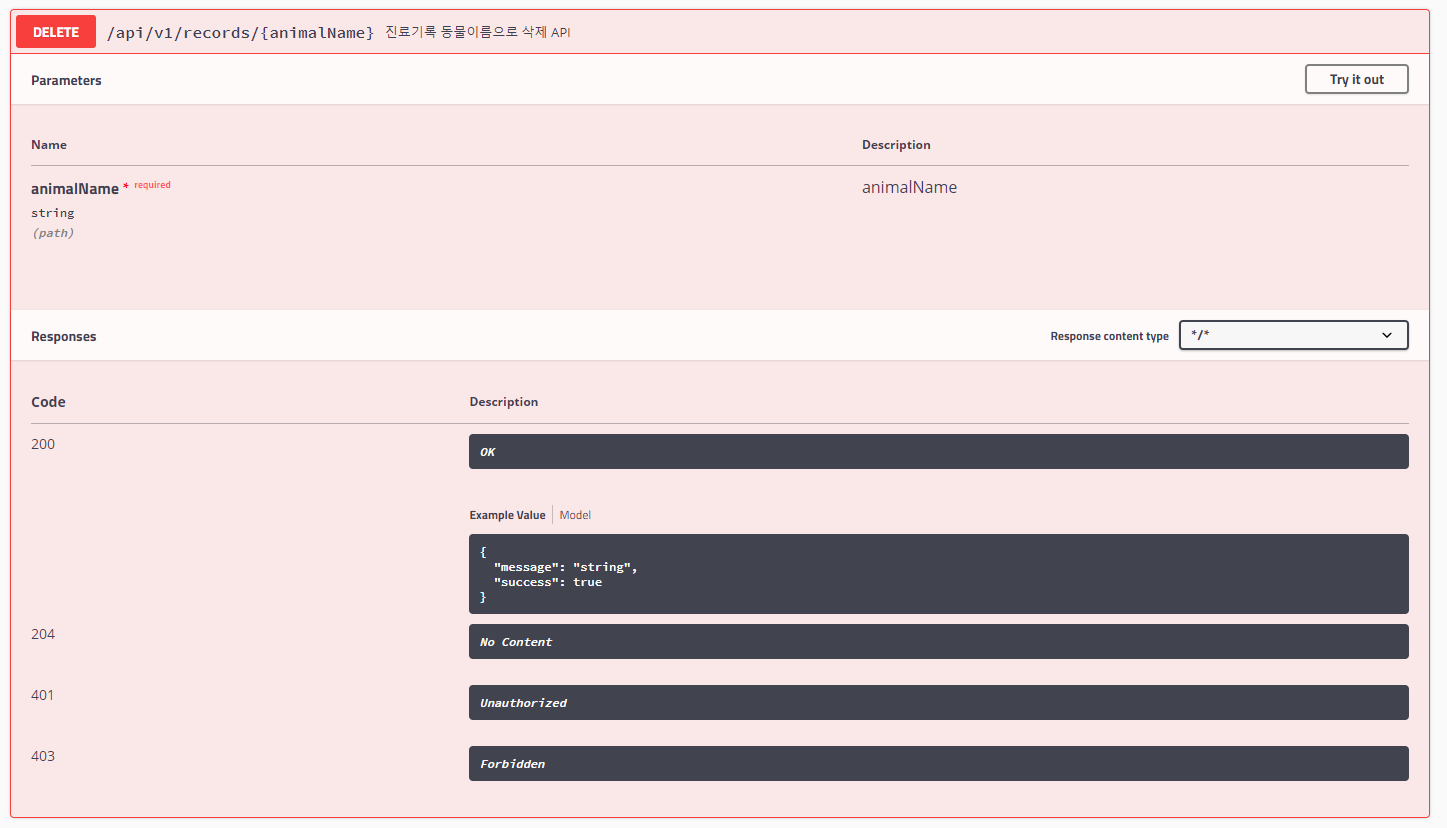 DELETE /api/v1/records/{animalName} 진료기록 동물이름으로 삭제 API
Parameters Try it out
Name Description
animalName * required animalName
string
(path)
Responses Response content type */*
Code Description
200 OK
Example Value Model
{
"message": "string",
"success": true
}
204 No Content
401 Unauthorized
403 Forbidden